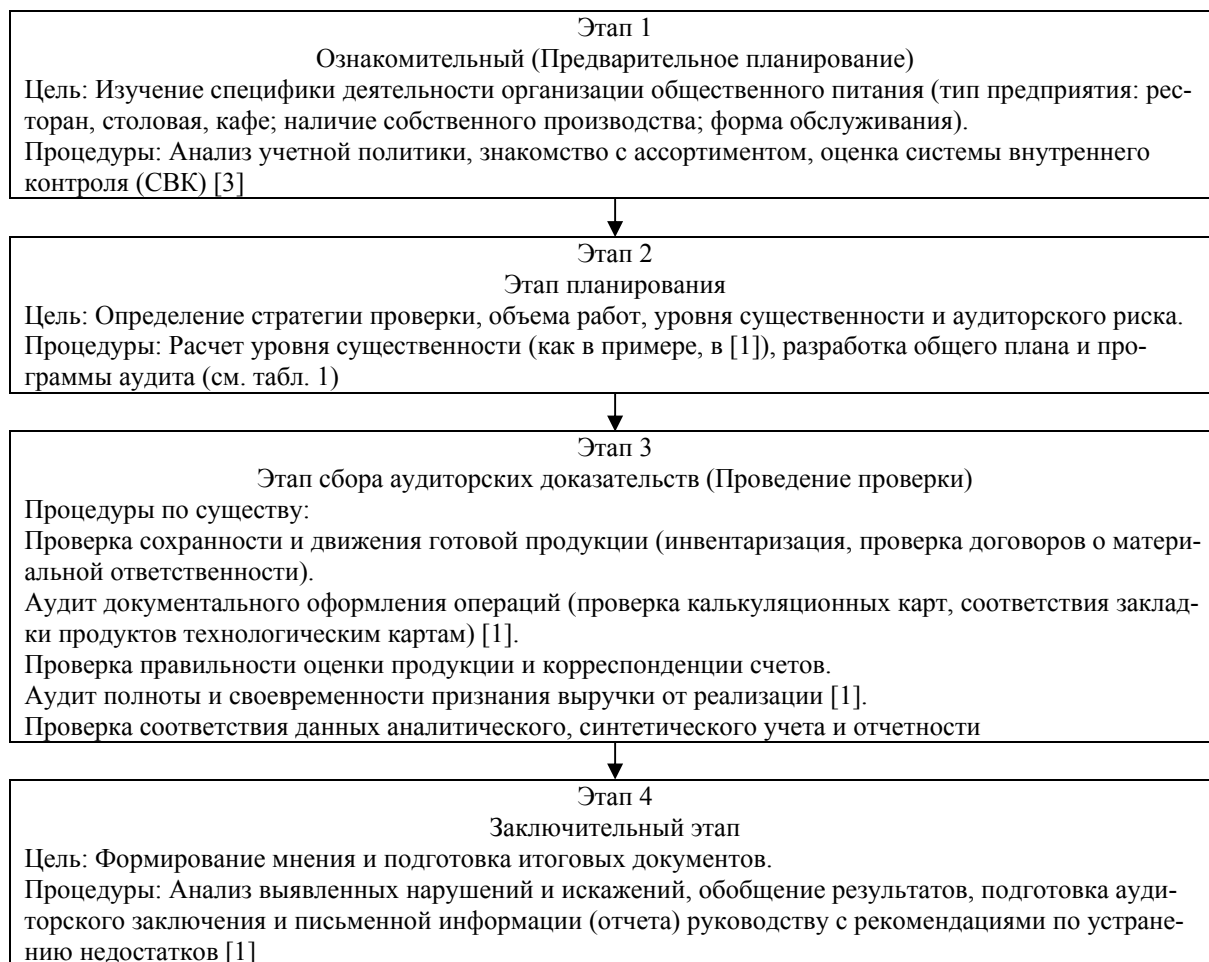 Этап 1
Ознакомительный (Предварительное планирование)
Цель: Изучение специфики деятельности организации общественного питания (тип предприятия: рес-
торан, столовая, кафе; наличие собственного производства; форма обслуживания).
Процедуры: Анализ учетной политики, знакомство с ассортиментом, оценка системы внутреннего
контроля (СВК) [3]
Этап 2
Этап планирования
Цель: Определение стратегии проверки, объема работ, уровня существенности и аудиторского риска.
Процедуры: Расчет уровня существенности (как в примере, в [1]), разработка общего плана и про-
граммы аудита (см. табл. 1)
Этап 3
Этап сбора аудиторских доказательств (Проведение проверки)
Процедуры по существу:
Проверка сохранности и движения готовой продукции (инвентаризация, проверка договоров о матери-
альной ответственности).
Аудит документального оформления операций (проверка калькуляционных карт, соответствия заклад-
ки продуктов технологическим картам) [1].
Проверка правильности оценки продукции и корреспонденции счетов.
Аудит полноты и своевременности признания выручки от реализации [1].
Проверка соответствия данных аналитического, синтетического учета и отчетности
Этап 4
Заключительный этап
Цель: Формирование мнения и подготовка итоговых документов.
Процедуры: Анализ выявленных нарушений и искажений, обобщение результатов, подготовка ауди-
торского заключения и письменной информации (отчета) руководству с рекомендациями по устране-
нию недостатков [1]